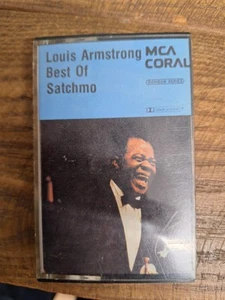 Louis Armstrong
Best Of
Satchmo
MCA
CORAL